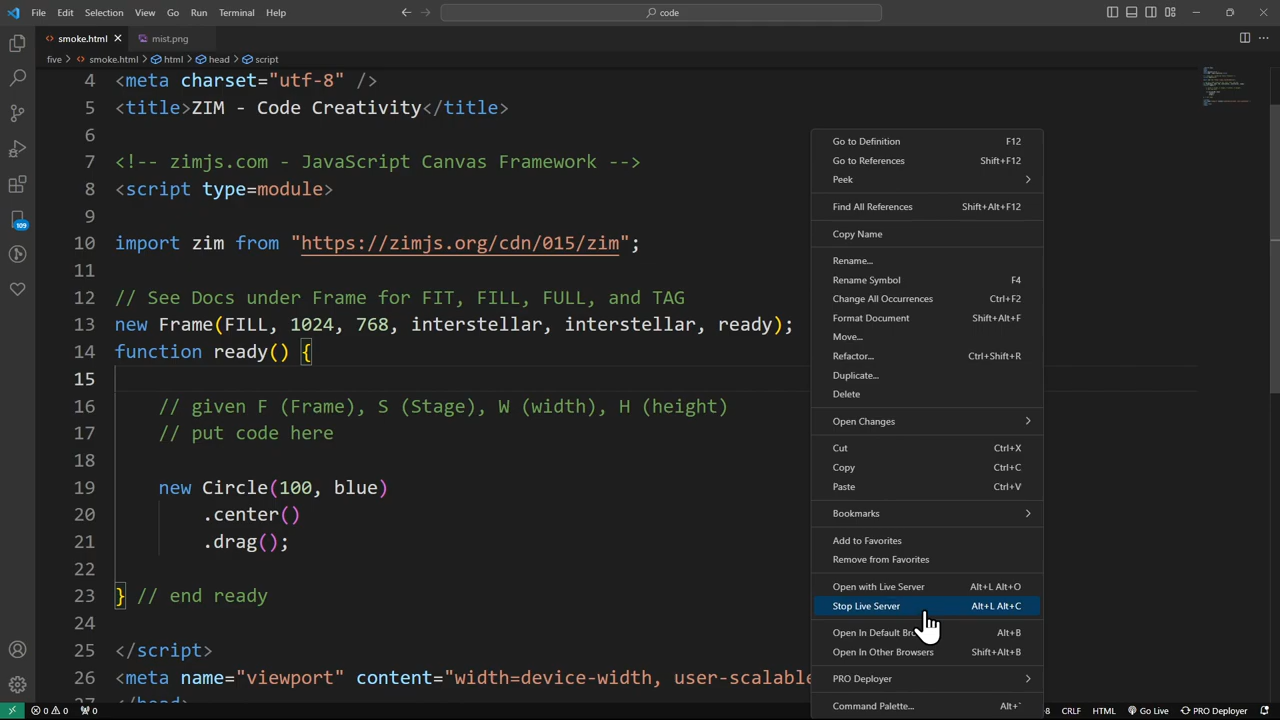 File Edit Selection View Go Run Terminal Help
code
smoke.html
mist.png
five > smoke.html > html > head > script
4 <meta charset="utf-8" />
5 <title>ZIM - Code Creativity</title>
6
7 <!-- zimjs.com - JavaScript Canvas Framework -->
8 <script type=module>
9
10 import zim from "https://zimjs.org/cdn/015/zim";
11
12 // See Docs under Frame for FIT, FILL, FULL, and TAG
13 new Frame(FILL, 1024, 768, interstellar, interstellar, ready);
14 function ready() {
15
16 // given F (Frame), S (Stage), W (width), H (height)
17 // put code here
18
19 new Circle(100, blue)
20 .center()
21 .drag();
22
23 } // end ready
24
25 </script>
26 <meta name="viewport" content="width=device-width, user-scalable
27 </head>
109
Go to Definition F12
Go to References Shift+F12
Peek
Find All References Shift+Alt+F12
Copy Name
Rename...
Rename Symbol F4
Change All Occurrences Ctrl+F2
Format Document Shift+Alt+F
Move...
Refactor... Ctrl+Shift+R
Duplicate...
Delete
Open Changes
Cut Ctrl+X
Copy Ctrl+C
Paste Ctrl+V
Bookmarks
Add to Favorites
Remove from Favorites
Open with Live Server Alt+L Alt+O
Stop Live Server Alt+L Alt+C
Open In Default Alt+B
Open In Other Browsers Shift+Alt+B
PRO Deployer
Command Palette... Alt+`
0 0 0
CRLF HTML Go Live PRO Deployer